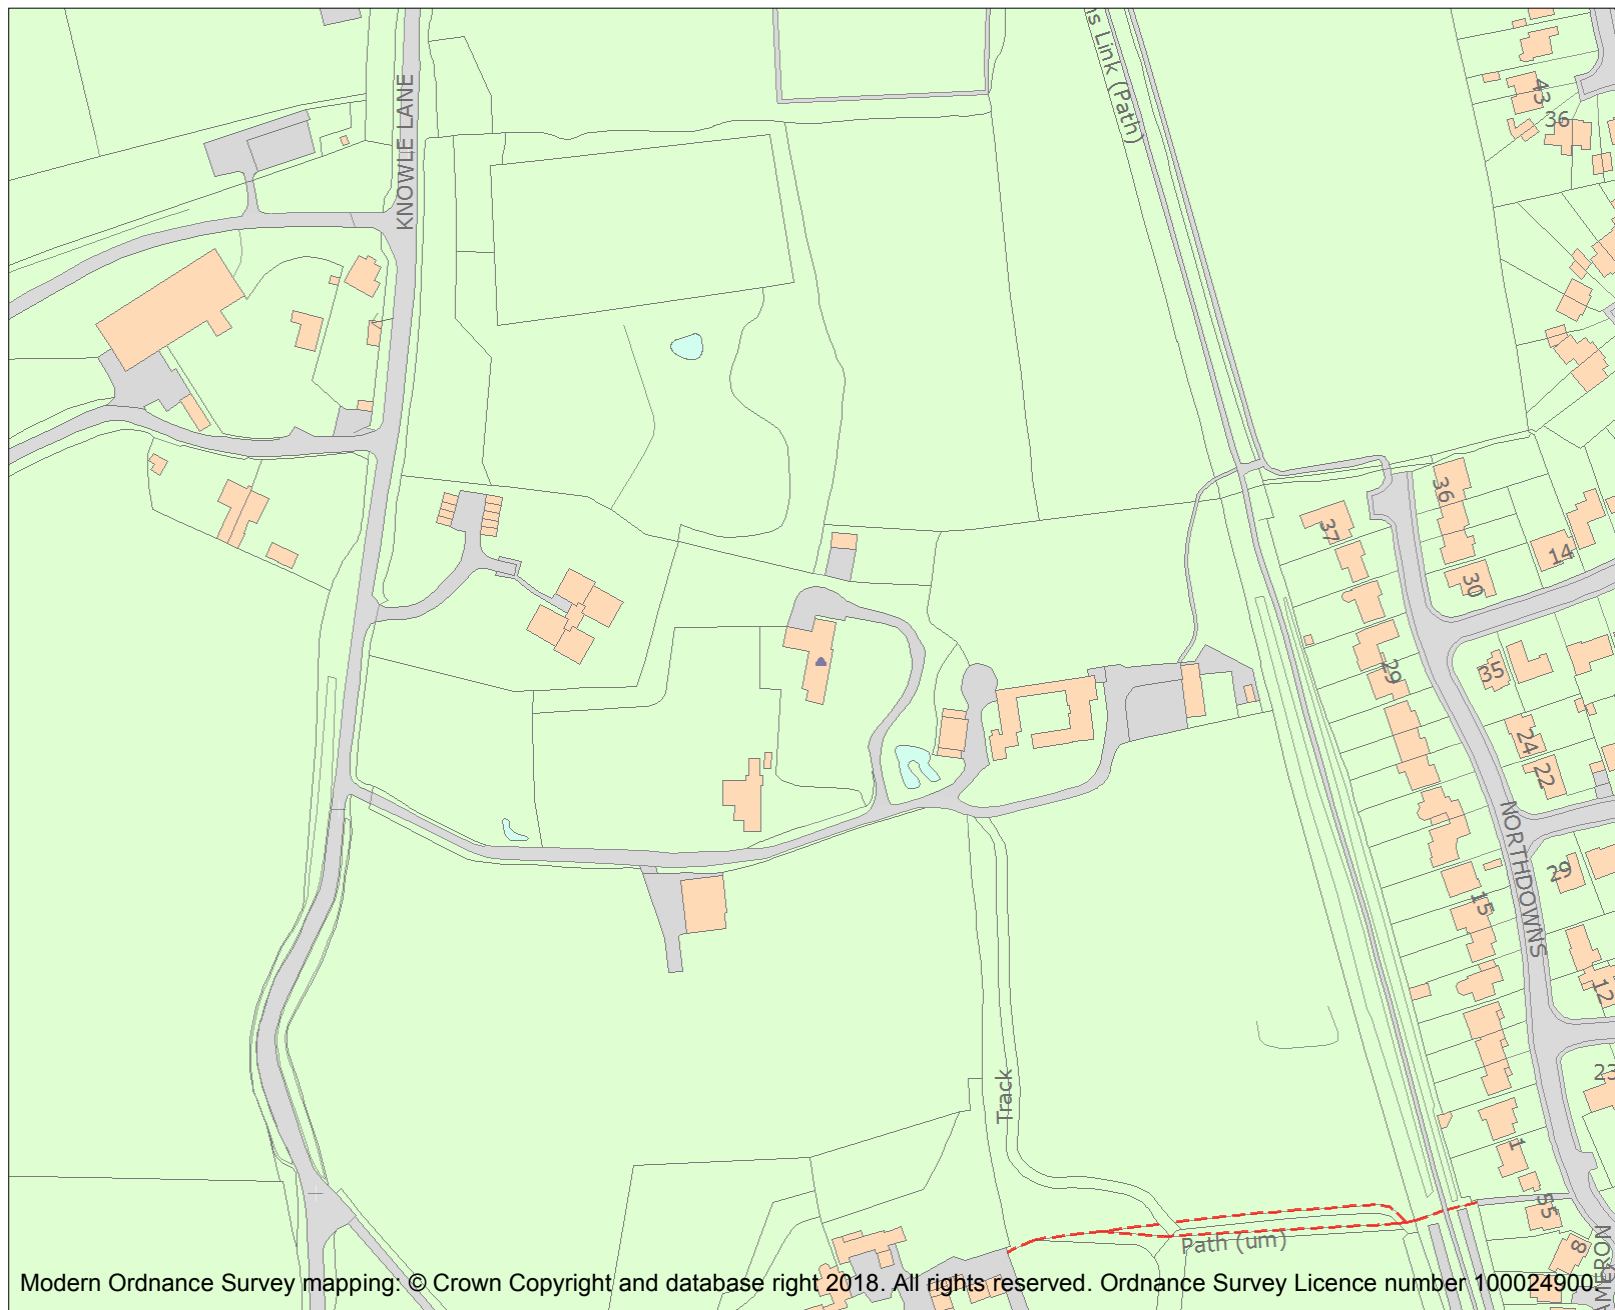 KNOWLE LANE
ns Link (Path)
43
36
36
37
14
30
29
35
24
22
NORTHDOWNS
29
15
12
Track
23
1
55
8
Path (um)
MERON
Modern Ordnance Survey mapping: © Crown Copyright and database right 2018. All rights reserved. Ordnance Survey Licence number 100024900.